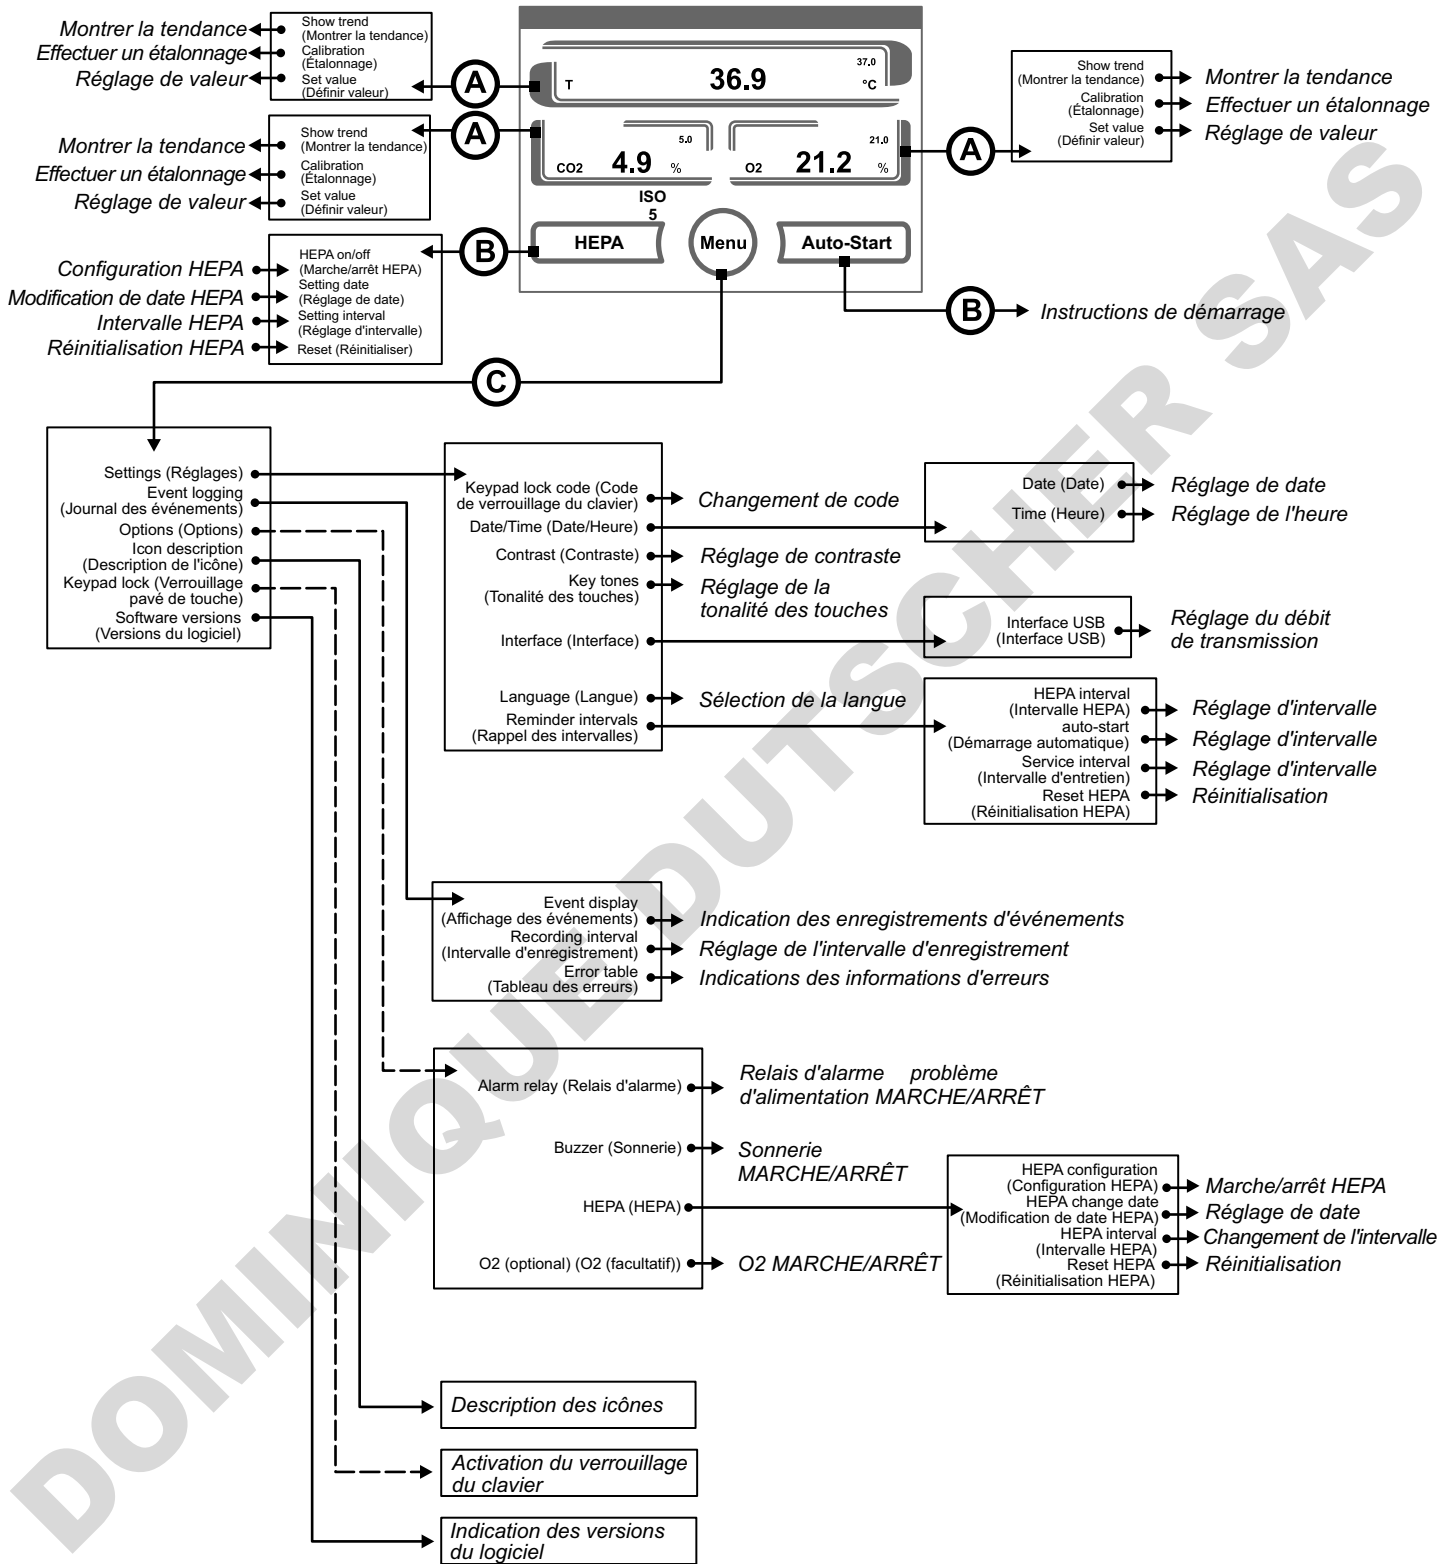 Montrer la tendance
Effectuer un étalonnage
Réglage de valeur
Show trend
(Montrer la tendance)
Calibration
(Étalonnage)
Set value
(Définir valeur)
A
T
36.9
37.0
°C
Show trend
(Montrer la tendance)
Calibration
(Étalonnage)
Set value
(Définir valeur)
Montrer la tendance
Effectuer un étalonnage
Réglage de valeur
Montrer la tendance
Effectuer un étalonnage
Réglage de valeur
Show trend
(Montrer la tendance)
Calibration
(Étalonnage)
Set value
(Définir valeur)
A
5.0
CO2 4.9 %
21.0
O2 21.2 %
A
ISO
5
HEPA
Menu
Auto-Start
Configuration HEPA
Modification de date HEPA
Intervalle HEPA
Réinitialisation HEPA
HEPA on/off
(Marche/arrêt HEPA)
Setting date
(Réglage de date)
Setting interval
(Réglage d'intervalle)
Reset (Réinitialiser)
B
B
Instructions de démarrage
C
Settings (Réglages)
Event logging
(Journal des événements)
Options (Options)
Icon description
(Description de l'icône)
Keypad lock (Verrouillage
pavé de touche)
Software versions
(Versions du logiciel)
Keypad lock code (Code
de verrouillage du clavier)
Date/Time (Date/Heure)
Contrast (Contraste)
Key tones
(Tonalité des touches)
Interface (Interface)
Language (Langue)
Reminder intervals
(Rappel des intervalles)
Changement de code
Réglage de contraste
Réglage de la
tonalité des touches
Sélection de la langue
Date (Date)
Time (Heure)
Réglage de date
Réglage de l'heure
Interface USB
(Interface USB)
Réglage du débit
de transmission
HEPA interval
(Intervalle HEPA)
auto-start
(Démarrage automatique)
Service interval
(Intervalle d'entretien)
Reset HEPA
(Réinitialisation HEPA)
Réglage d'intervalle
Réglage d'intervalle
Réglage d'intervalle
Réinitialisation
Event display
(Affichage des événements)
Recording interval
(Intervalle d'enregistrement)
Error table
(Tableau des erreurs)
Indication des enregistrements d'événements
Réglage de l'intervalle d'enregistrement
Indications des informations d'erreurs
Alarm relay (Relais d'alarme)
Buzzer (Sonnerie)
HEPA (HEPA)
O2 (optional) (O2 (facultatif))
Relais d'alarme problème
d'alimentation MARCHE/ARRÊT
Sonnerie
MARCHE/ARRÊT
O2 MARCHE/ARRÊT
HEPA configuration
(Configuration HEPA)
HEPA change date
(Modification de date HEPA)
HEPA interval
(Intervalle HEPA)
Reset HEPA
(Réinitialisation HEPA)
Marche/arrêt HEPA
Réglage de date
Changement de l'intervalle
Réinitialisation
Description des icônes
Activation du verrouillage
du clavier
Indication des versions
du logiciel
DOMINIQUE DUTSCHER SAS